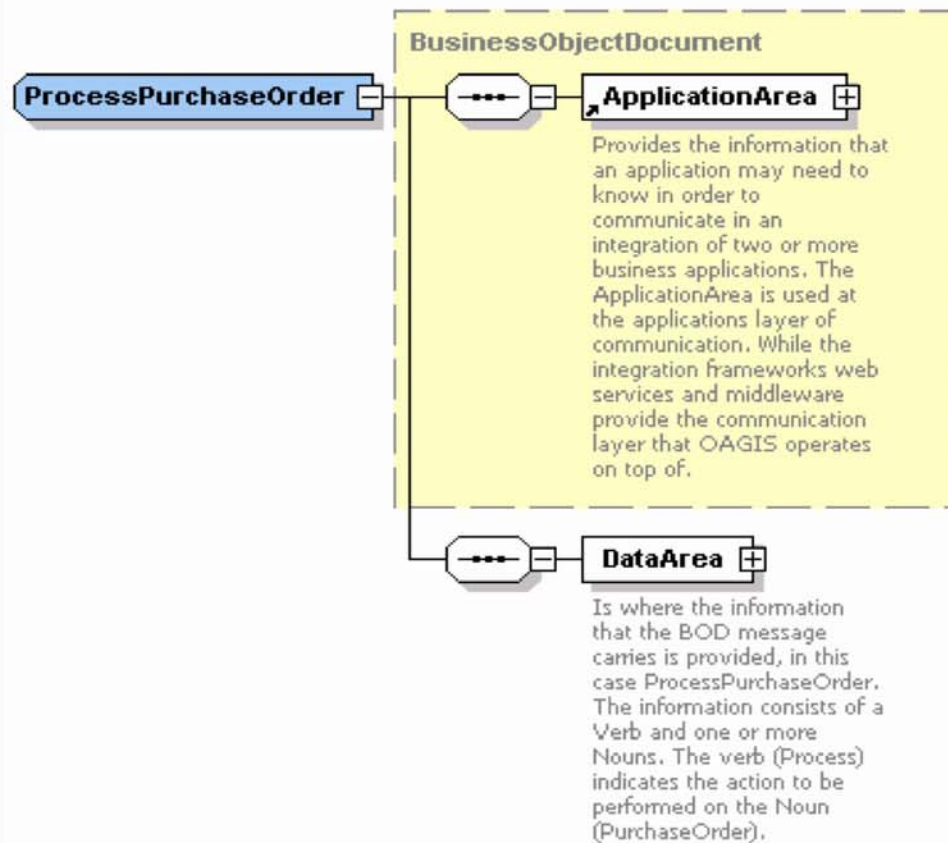 BusinessObjectDocument
ProcessPurchaseOrder
ApplicationArea
Provides the information that
an application may need to
know in order to
communicate in an
integration of two or more
business applications. The
ApplicationArea is used at
the applications layer of
communication. While the
integration frameworks web
services and middleware
provide the communication
layer that OAGIS operates
on top of.
DataArea
Is where the information
that the BOD message
carries is provided, in this
case ProcessPurchaseOrder.
The information consists of a
Verb and one or more
Nouns. The verb (Process)
indicates the action to be
performed on the Noun
(PurchaseOrder).